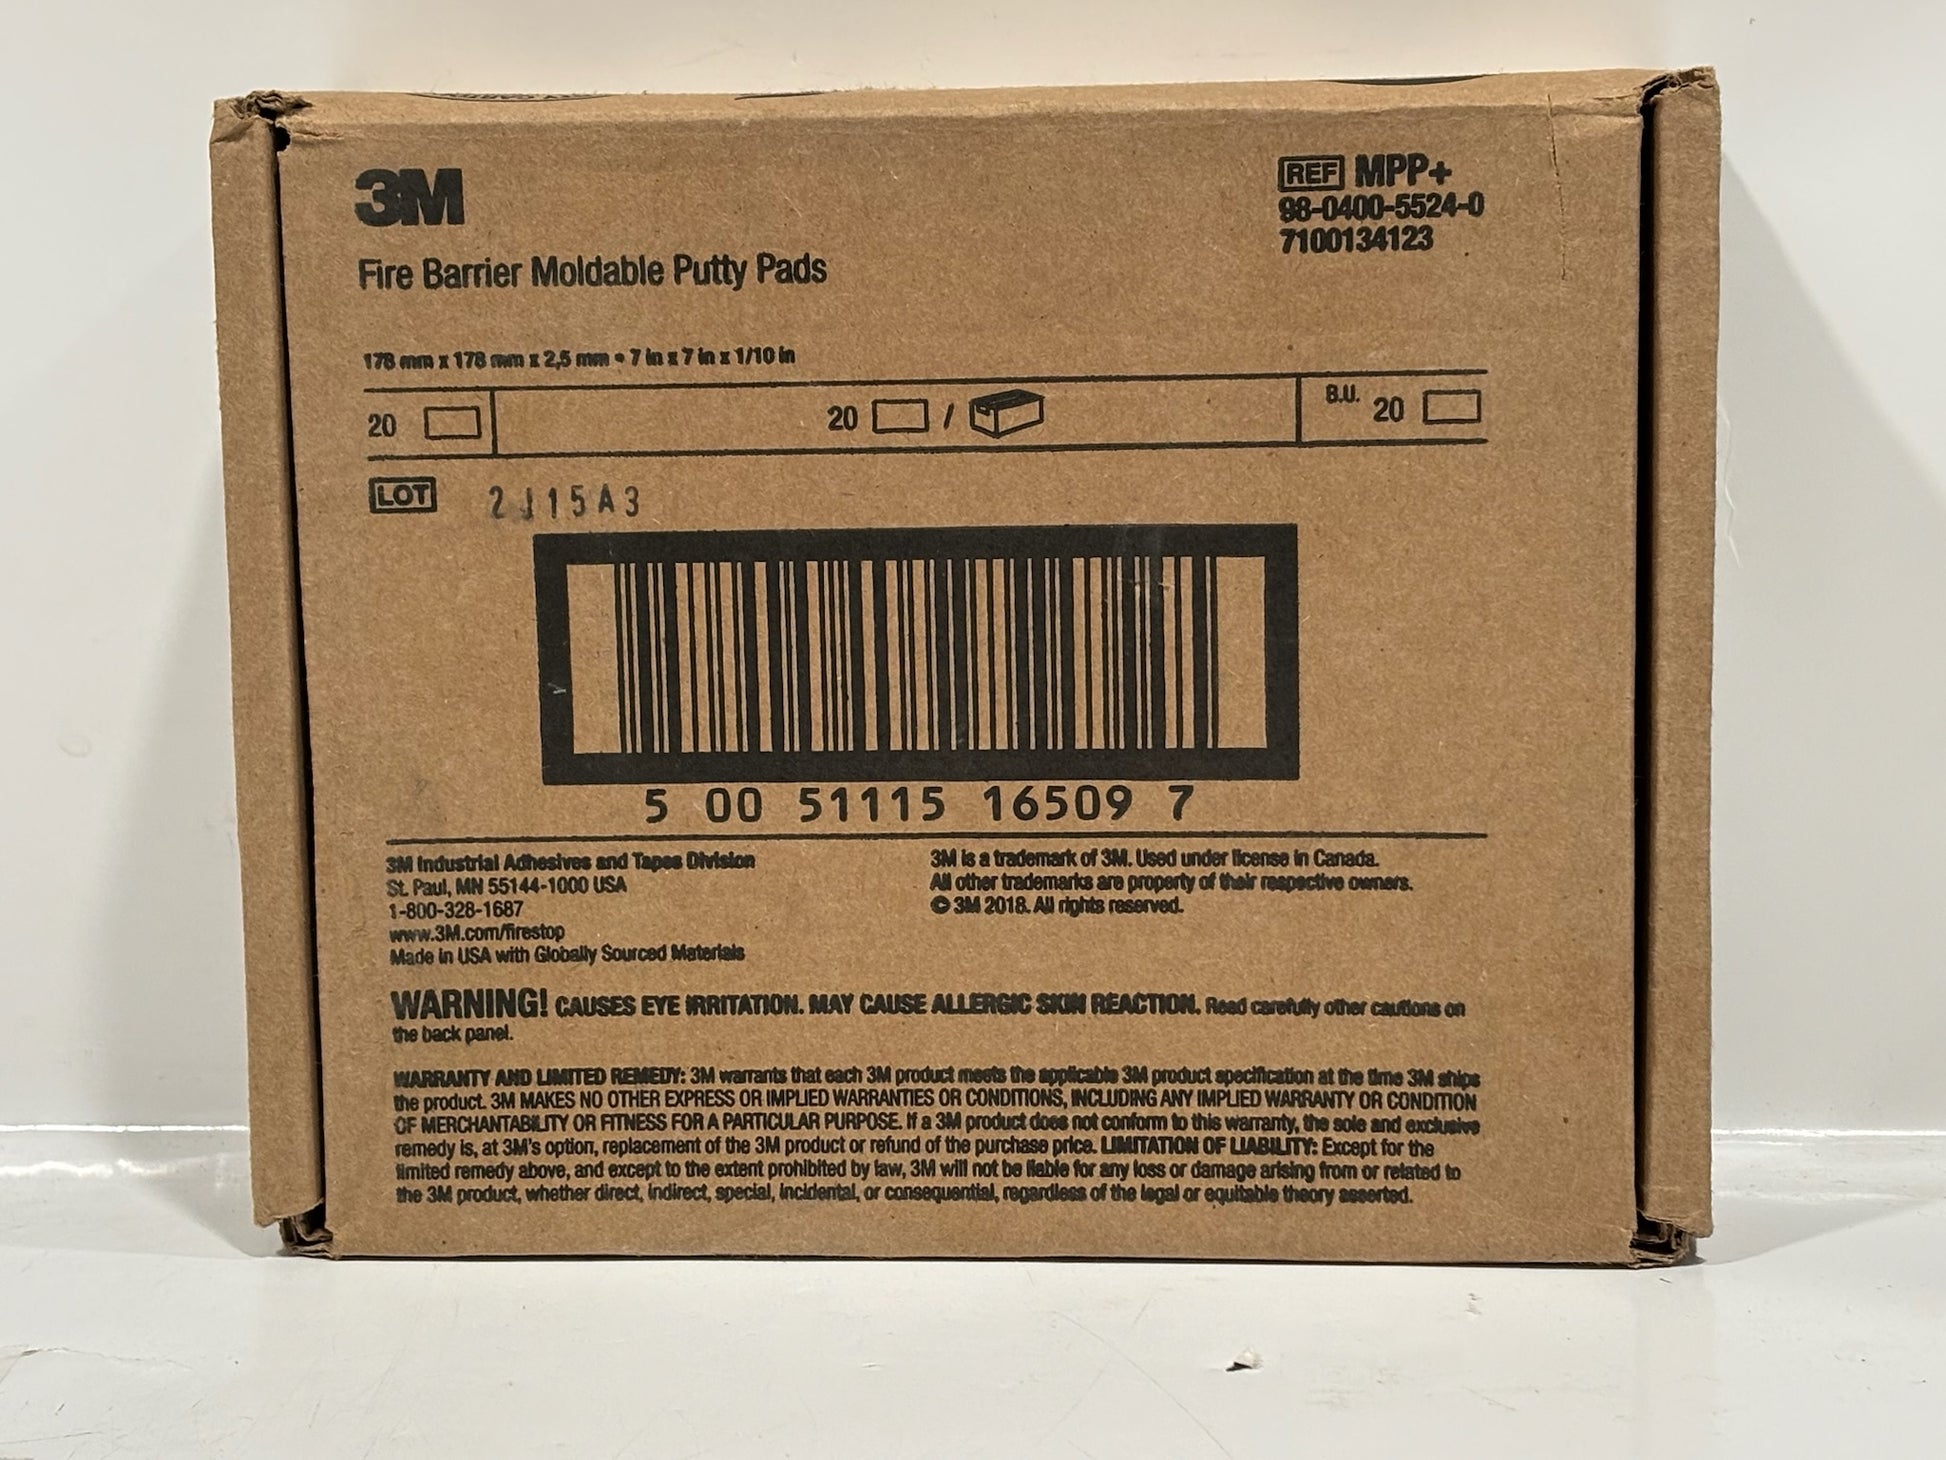 3M
Fire Barrier Moldable Putty Pads
REF MPP+
98-0400-5524-0
7100134123
178 mm x 178 mm x 2,5 mm • 7 in x 7 in x 1/10 in
20 20 / B.U. 20
LOT 2J15A3
5 00 51115 16509 7
3M Industrial Adhesives and Tapes Division
St. Paul, MN 55144-1000 USA
1-800-328-1687
www.3M.com/firestop
Made in USA with Globally Sourced Materials
3M is a trademark of 3M. Used under license in Canada.
All other trademarks are property of their respective owners.
© 3M 2018. All rights reserved.
WARNING! CAUSES EYE IRRITATION. MAY CAUSE ALLERGIC SKIN REACTION. Read carefully other cautions on
the back panel.
WARRANTY AND LIMITED REMEDY: 3M warrants that each 3M product meets the applicable 3M product specification at the time 3M ships
the product. 3M MAKES NO OTHER EXPRESS OR IMPLIED WARRANTIES OR CONDITIONS, INCLUDING ANY IMPLIED WARRANTY OR CONDITION
OF MERCHANTABILITY OR FITNESS FOR A PARTICULAR PURPOSE. If a 3M product does not conform to this warranty, the sole and exclusive
remedy is, at 3M's option, replacement of the 3M product or refund of the purchase price. LIMITATION OF LIABILITY: Except for the
limited remedy above, and except to the extent prohibited by law, 3M will not be liable for any loss or damage arising from or related to
the 3M product, whether direct, indirect, special, incidental, or consequential, regardless of the legal or equitable theory asserted.